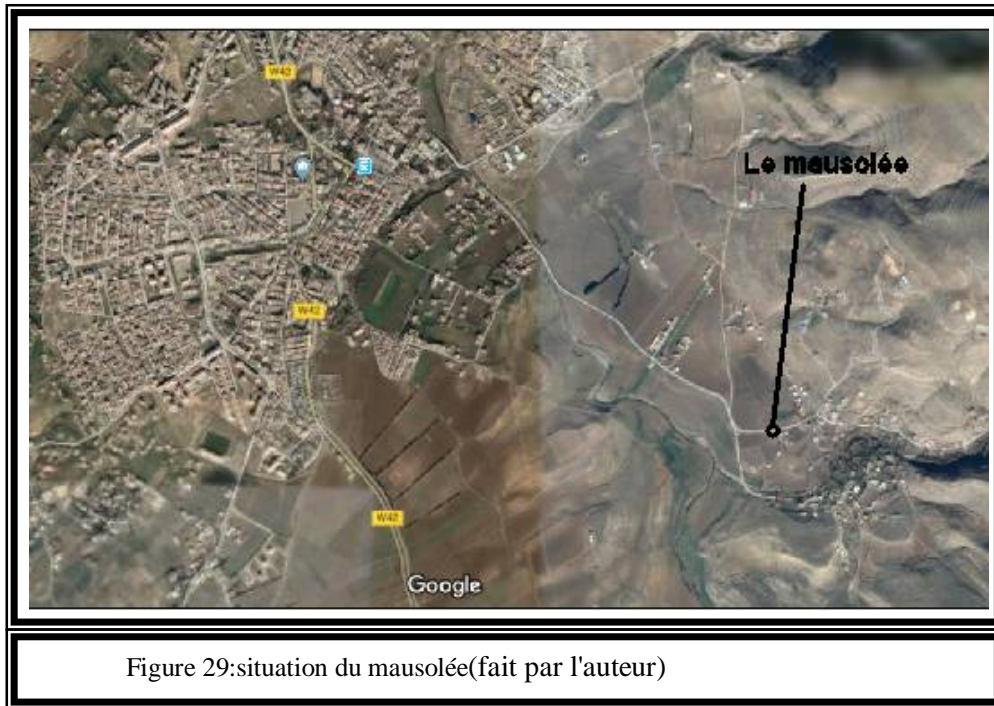 W42
Le mausolée
W42
W42
Google
Figure 29:situation du mausolée(fait par l'auteur)